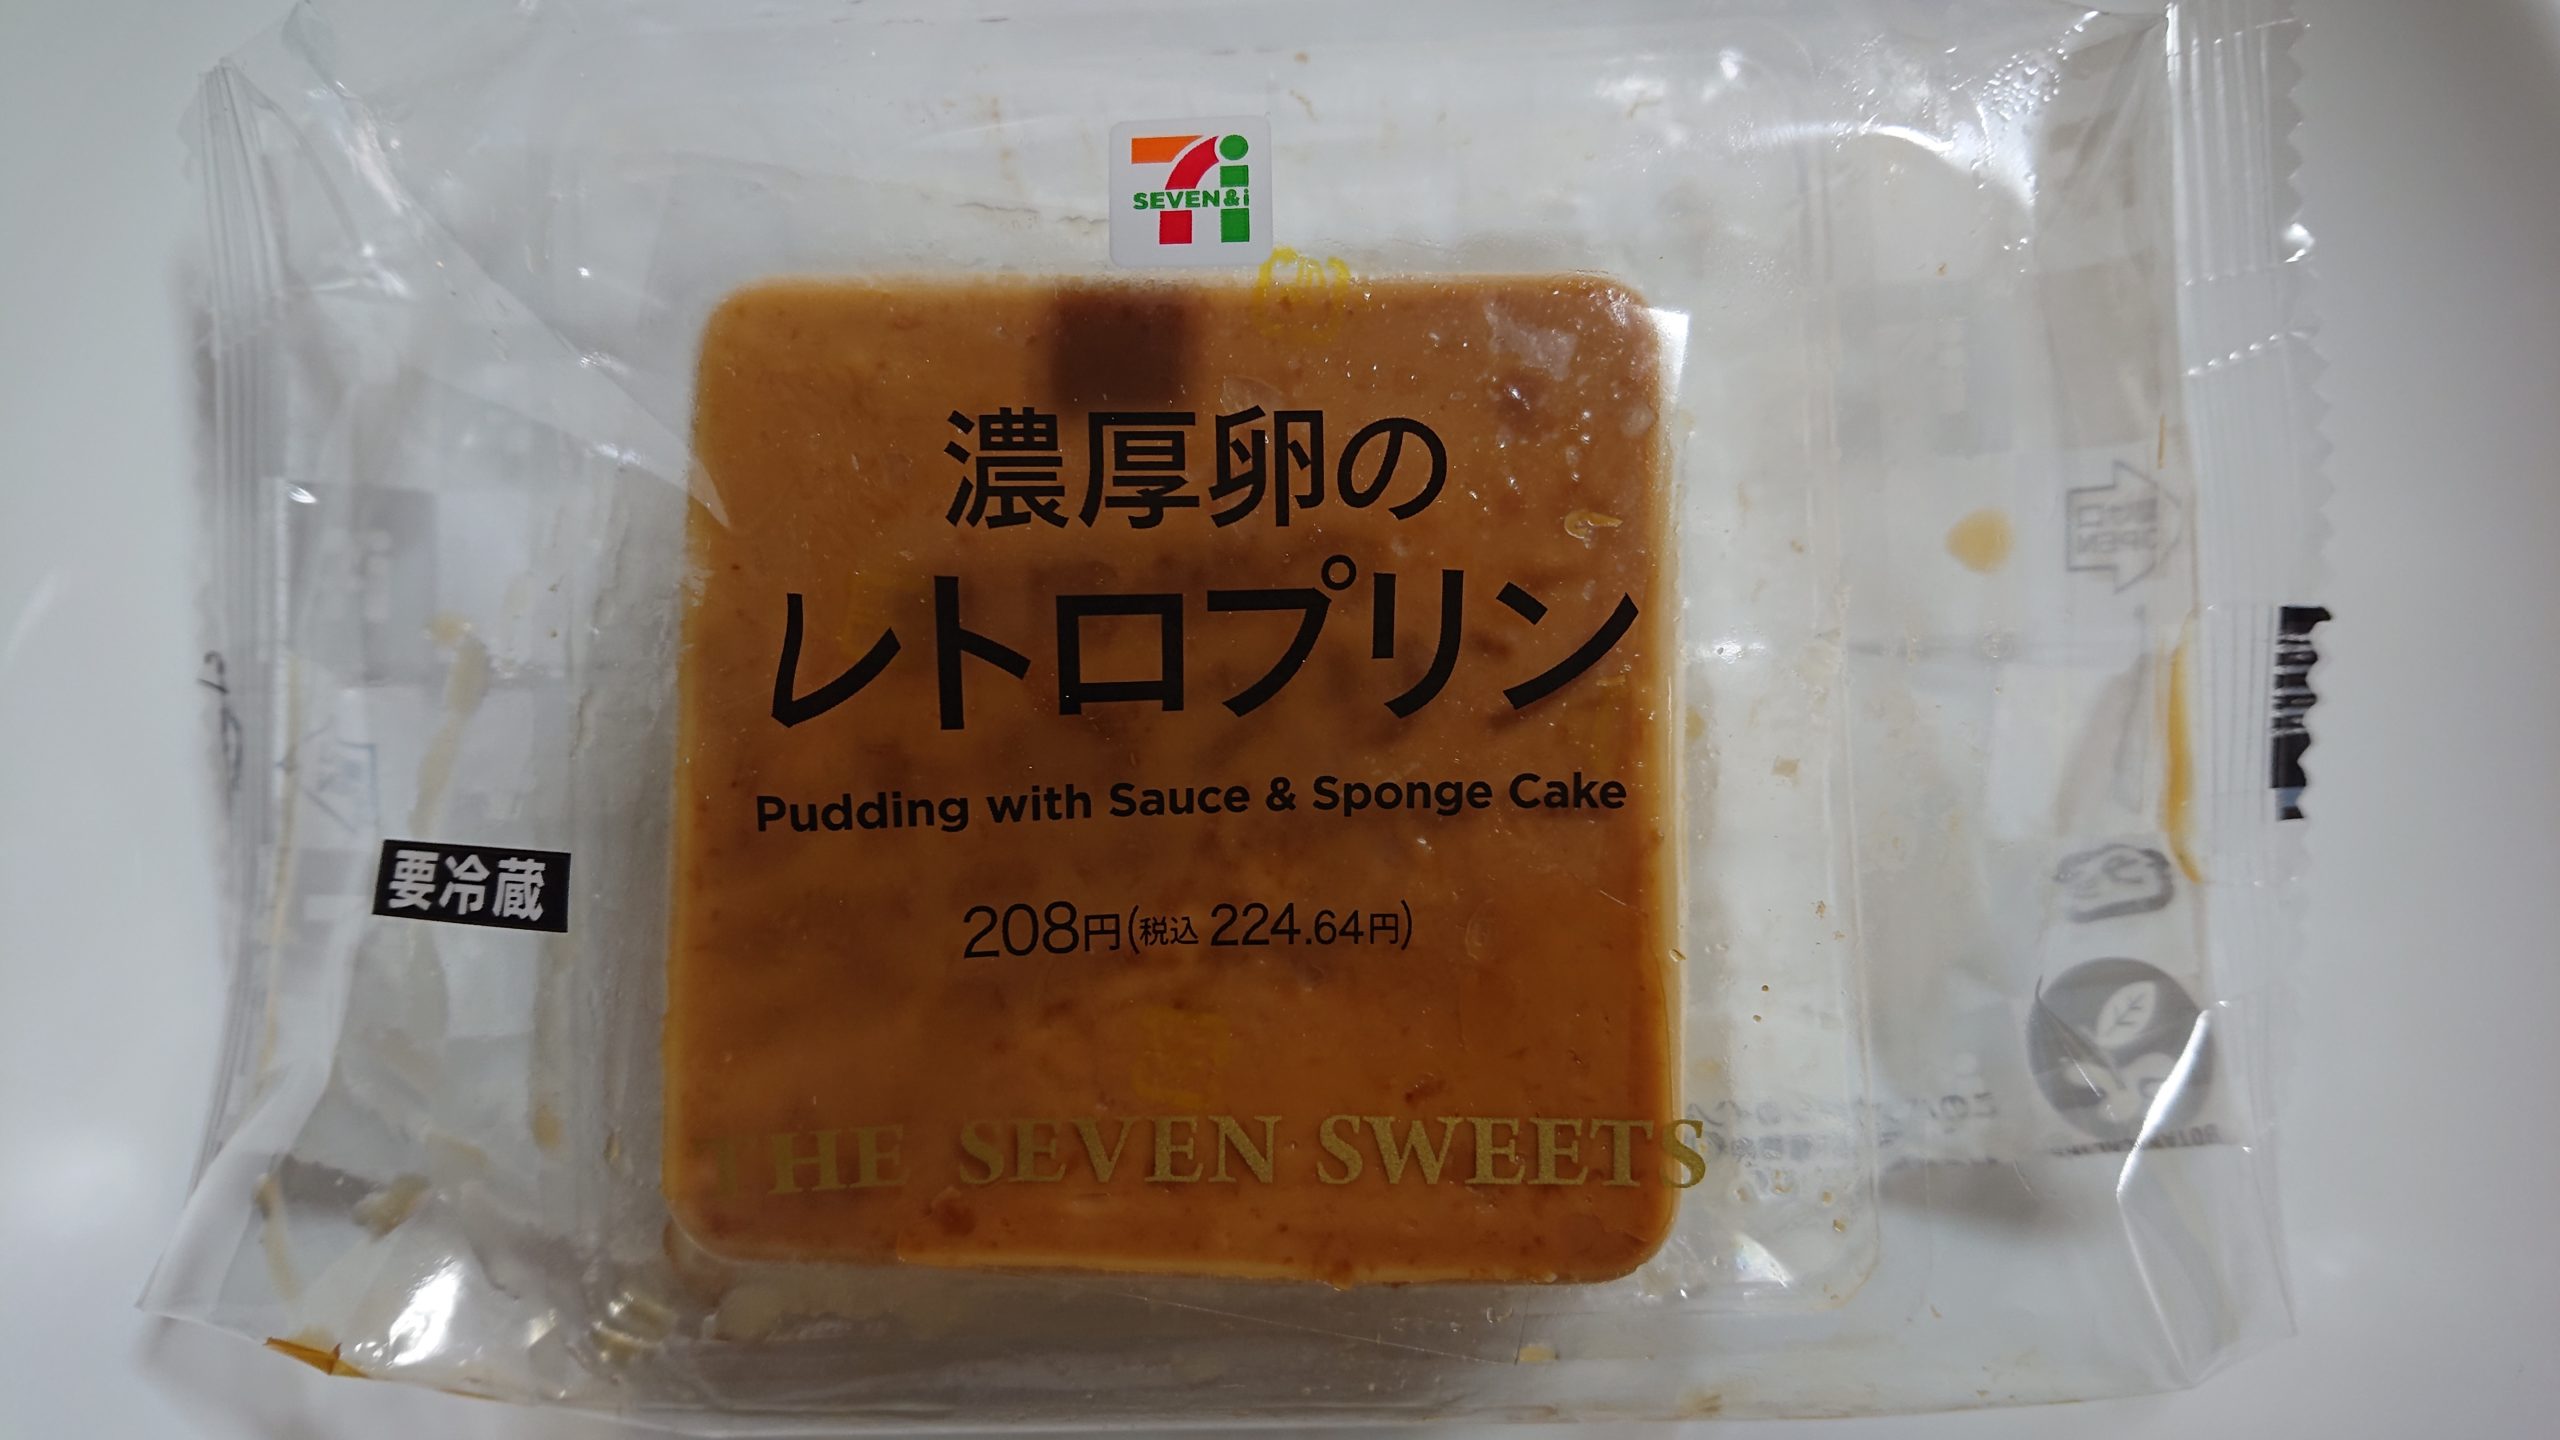 SEVEN&i
濃厚卵の
レトロプリン
Pudding with Sauce & Sponge Cake
要冷蔵
208円(税込 224.64円)
THE SEVEN SWEETS